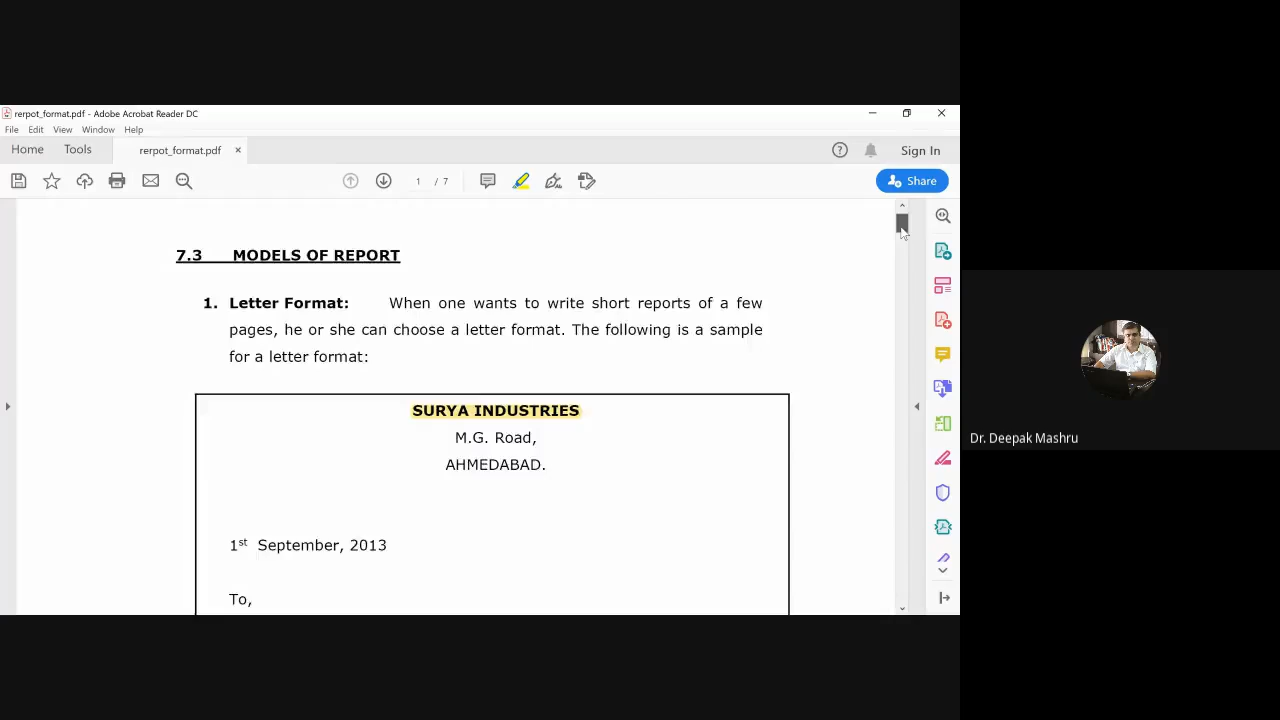 rerpot_format.pdf - Adobe Acrobat Reader DC
File Edit View Window Help
Home Tools rerpot_format.pdf × Sign In
1 / 7 Share
7.3 MODELS OF REPORT
1. Letter Format: When one wants to write short reports of a few
pages, he or she can choose a letter format. The following is a sample
for a letter format:
SURYA INDUSTRIES
M.G. Road,
AHMEDABAD.
1st September, 2013
To,
Dr. Deepak Mashru